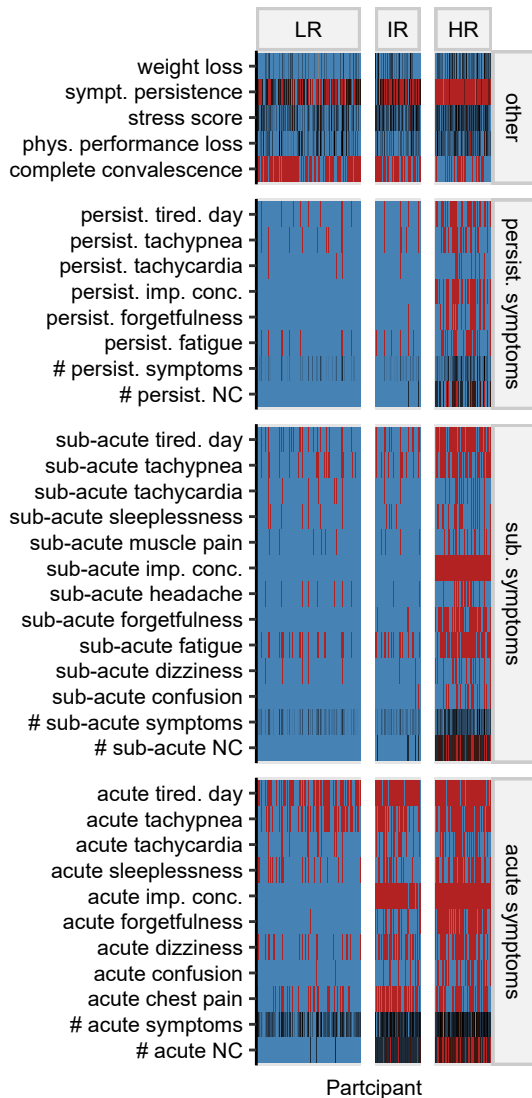 LR IR HR
weight loss
sympt. persistence
stress score
phys. performance loss
complete convalescence
other
persist. tired. day
persist. tachypnea
persist. tachycardia
persist. imp. conc.
persist. forgetfulness
persist. fatigue
# persist. symptoms
# persist. NC
persist. symptoms
sub-acute tired. day
sub-acute tachypnea
sub-acute tachycardia
sub-acute sleeplessness
sub-acute muscle pain
sub-acute imp. conc.
sub-acute headache
sub-acute forgetfulness
sub-acute fatigue
sub-acute dizziness
sub-acute confusion
# sub-acute symptoms
# sub-acute NC
sub. symptoms
acute tired. day
acute tachypnea
acute tachycardia
acute sleeplessness
acute imp. conc.
acute forgetfulness
acute dizziness
acute confusion
acute chest pain
# acute symptoms
# acute NC
acute symptoms
Partcipant